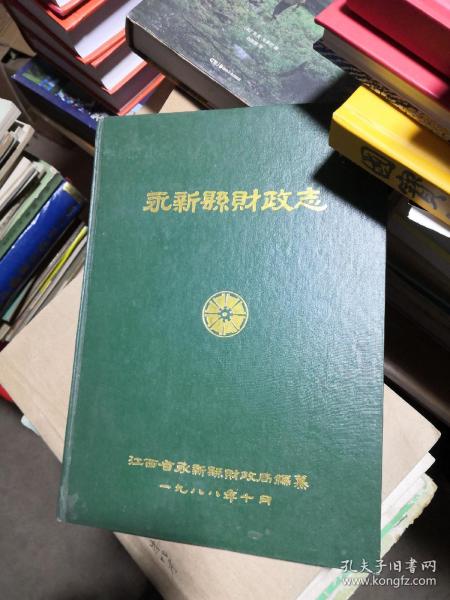 永新縣財政志
江西省永新縣財政局編纂
一九八八年十月
孔夫子旧书网
kongfz.com